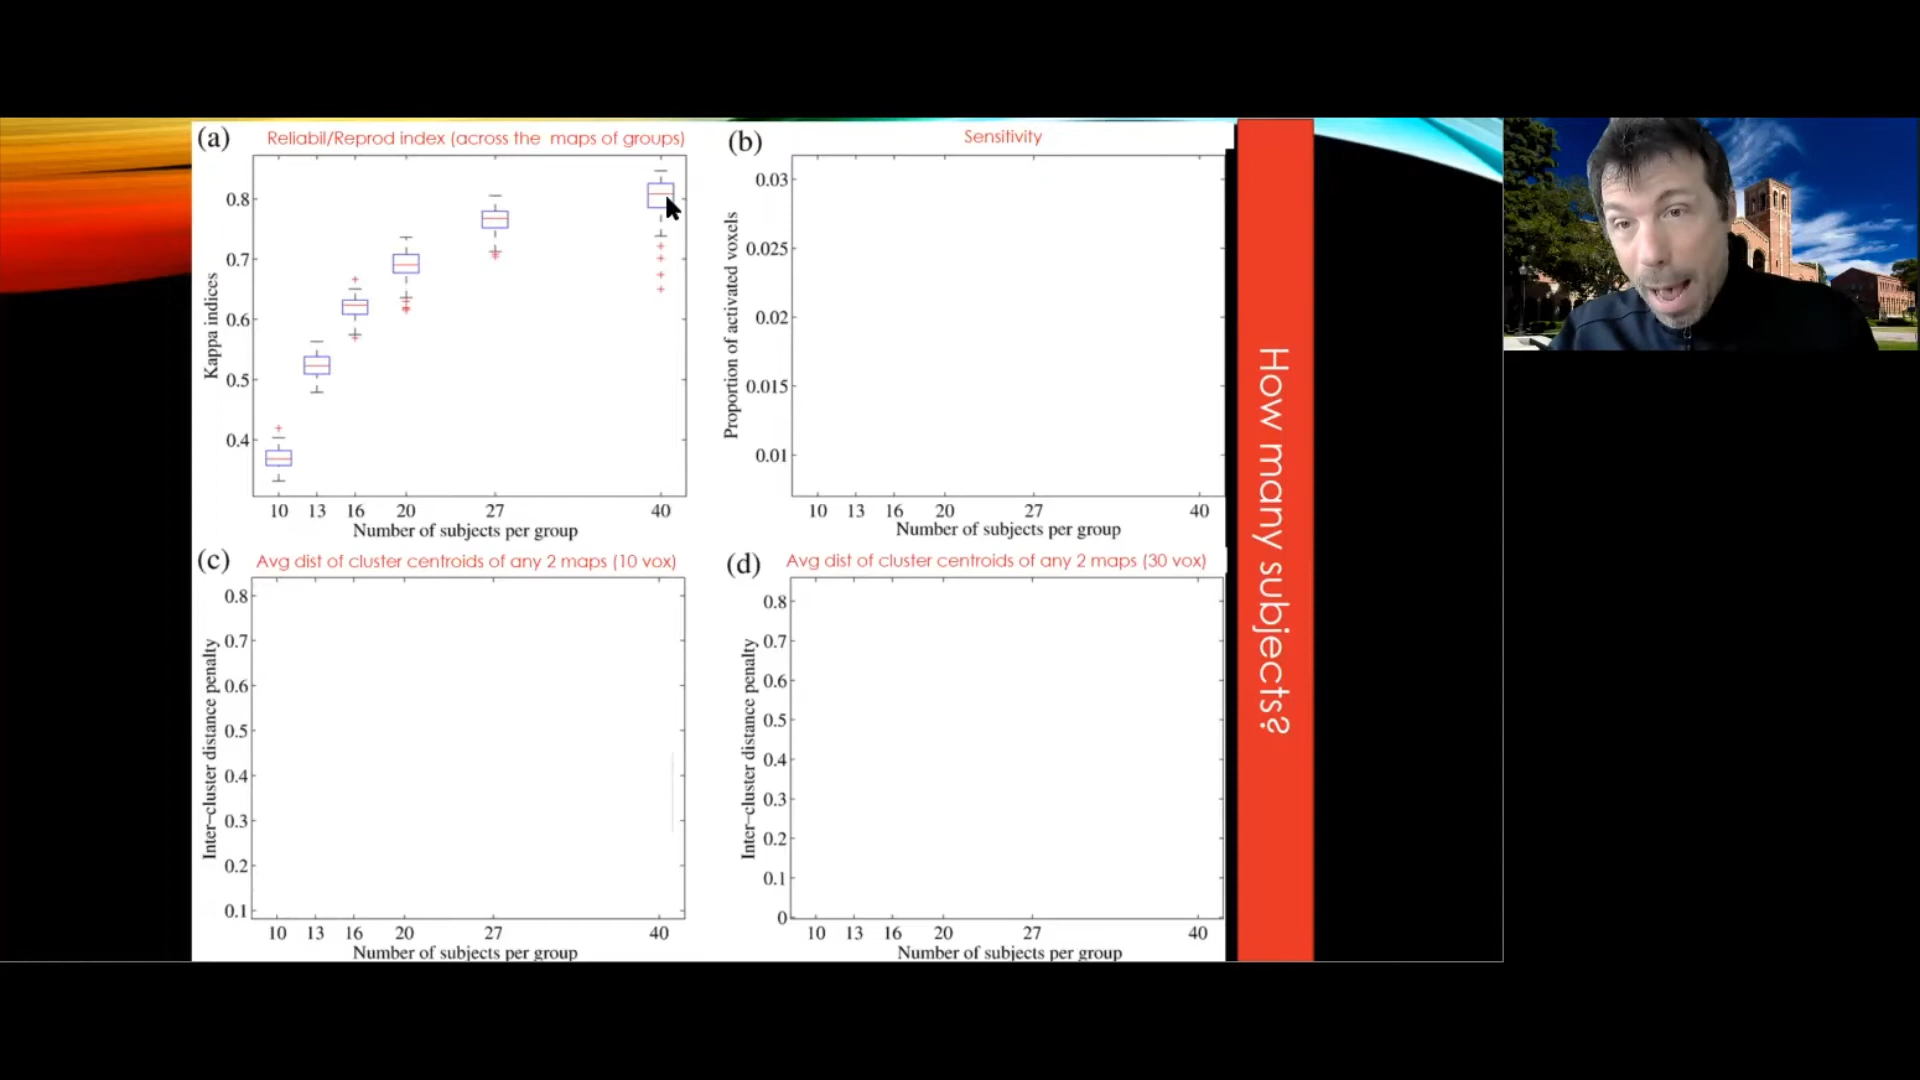 (a) Reliabil/Reprod index (across the maps of groups)
Kappa indices
0.8
0.7
0.6
0.5
0.4
10 13 16 20 27 40
Number of subjects per group
(b) Sensitivity
Proportion of activated voxels
0.03
0.025
0.02
0.015
0.01
10 13 16 20 27 40
Number of subjects per group
(c) Avg dist of cluster centroids of any 2 maps (10 vox)
Inter-cluster distance penalty
0.8
0.7
0.6
0.5
0.4
0.3
0.2
0.1
10 13 16 20 27 40
Number of subjects per group
(d) Avg dist of cluster centroids of any 2 maps (30 vox)
Inter-cluster distance penalty
0.8
0.7
0.6
0.5
0.4
0.3
0.2
0.1
0
10 13 16 20 27 40
Number of subjects per group
How many subjects?